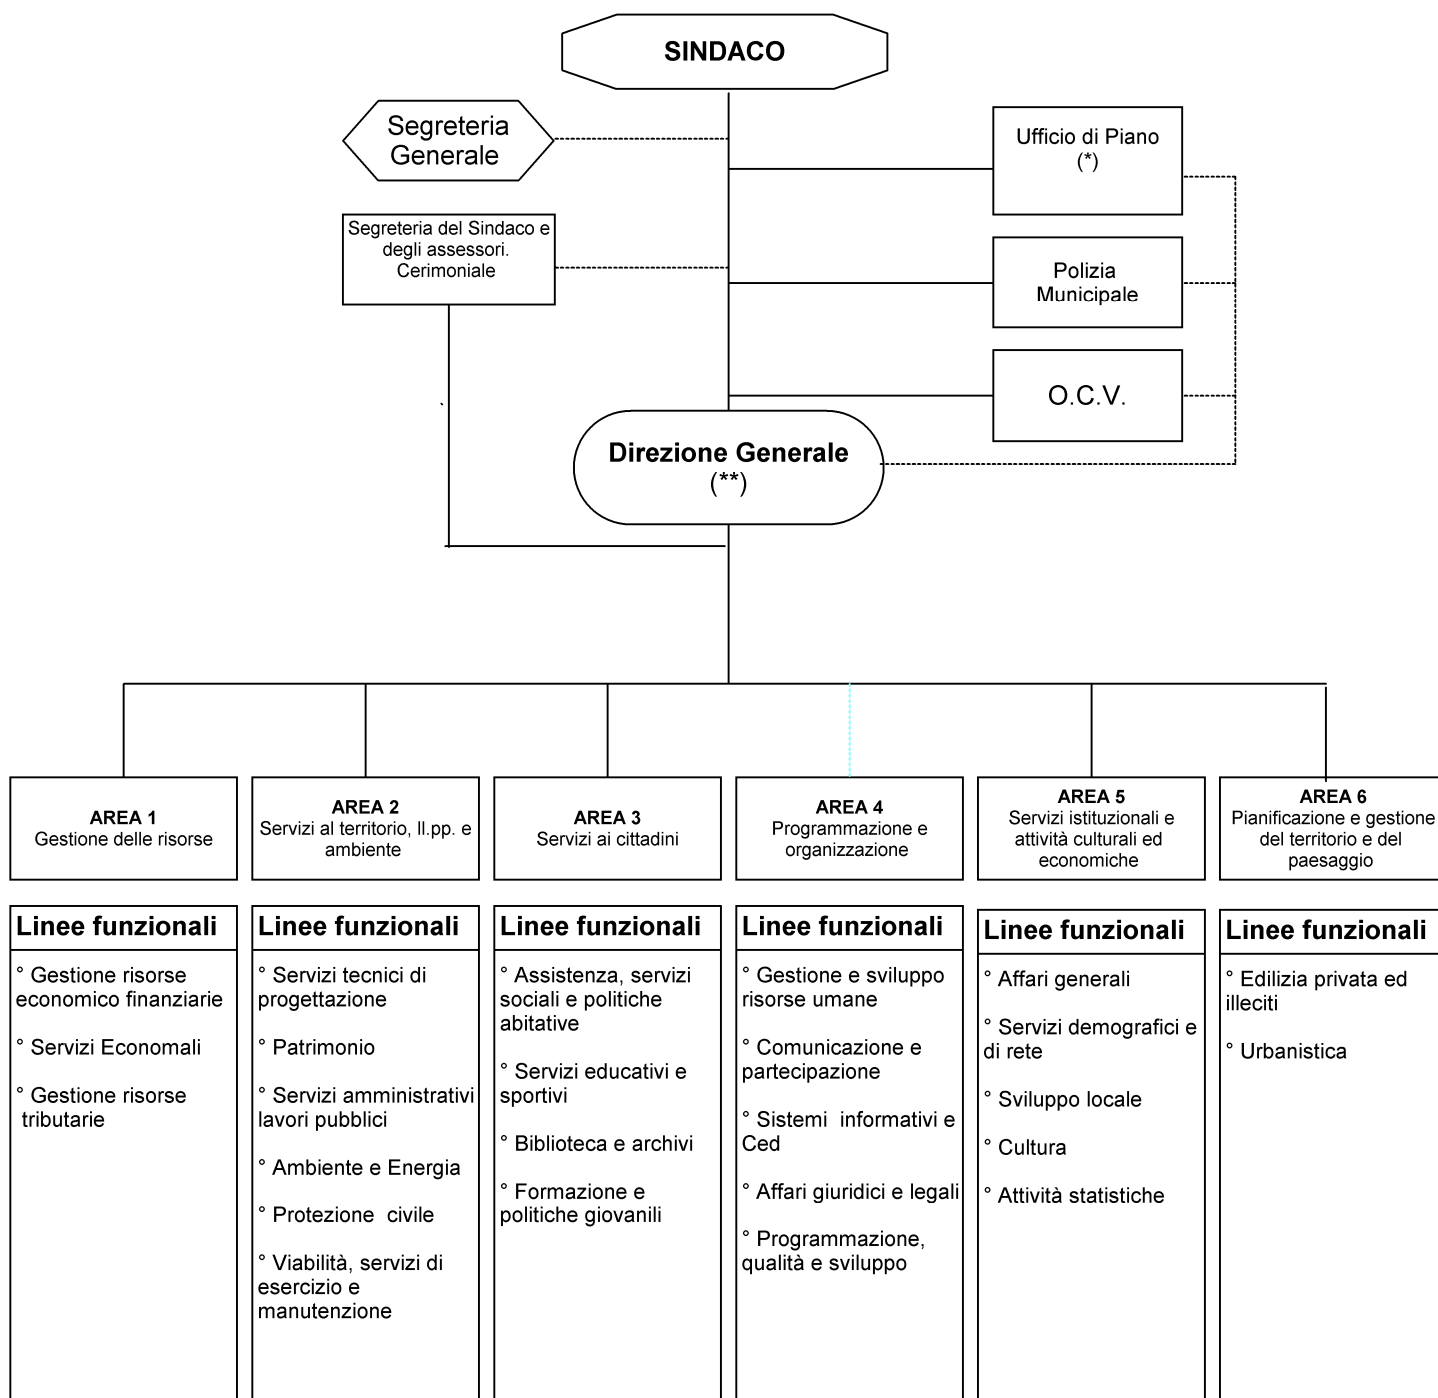 SINDACO
Segreteria
Generale
Ufficio di Piano
(*)
Segreteria del Sindaco e
degli assessori.
Cerimoniale
Polizia
Municipale
O.C.V.
Direzione Generale
(**)
AREA 1
Gestione delle risorse
AREA 2
Servizi al territorio, ll.pp. e
ambiente
AREA 3
Servizi ai cittadini
AREA 4
Programmazione e
organizzazione
AREA 5
Servizi istituzionali e
attività culturali ed
economiche
AREA 6
Pianificazione e gestione
del territorio e del
paesaggio
Linee funzionali
° Gestione risorse
economico finanziarie
° Servizi Economali
° Gestione risorse
tributarie
Linee funzionali
° Servizi tecnici di
progettazione
° Patrimonio
° Servizi amministrativi
lavori pubblici
° Ambiente e Energia
° Protezione  civile
° Viabilità, servizi di
esercizio e
manutenzione
Linee funzionali
° Assistenza, servizi
sociali e politiche
abitative
° Servizi educativi e
sportivi
° Biblioteca e archivi
° Formazione e
politiche giovanili
Linee funzionali
° Gestione e sviluppo
risorse umane
° Comunicazione e
partecipazione
° Sistemi  informativi e
Ced
° Affari giuridici e legali
° Programmazione,
qualità e sviluppo
Linee funzionali
° Affari generali
° Servizi demografici e
di rete
° Sviluppo locale
° Cultura
° Attività statistiche
Linee funzionali
° Edilizia privata ed
illeciti
° Urbanistica